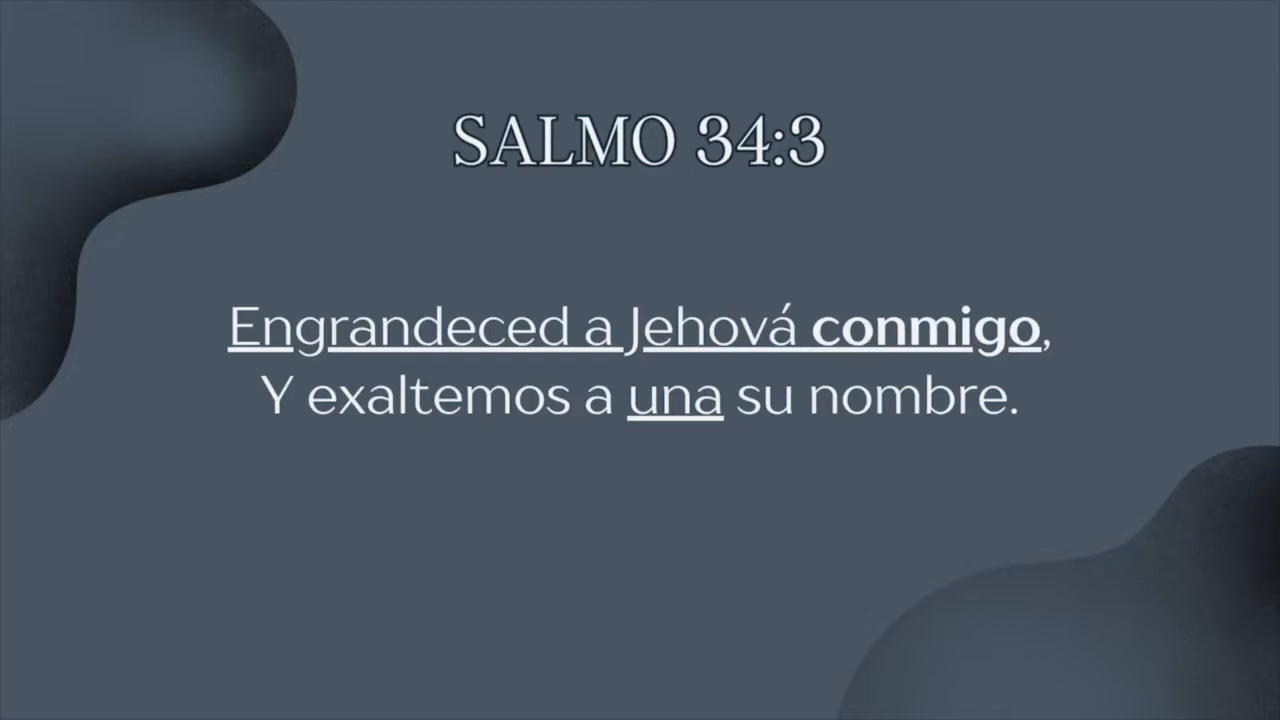 SALMO 34:3
Engrandeced a Jehová conmigo,
Y exaltemos a una su nombre.